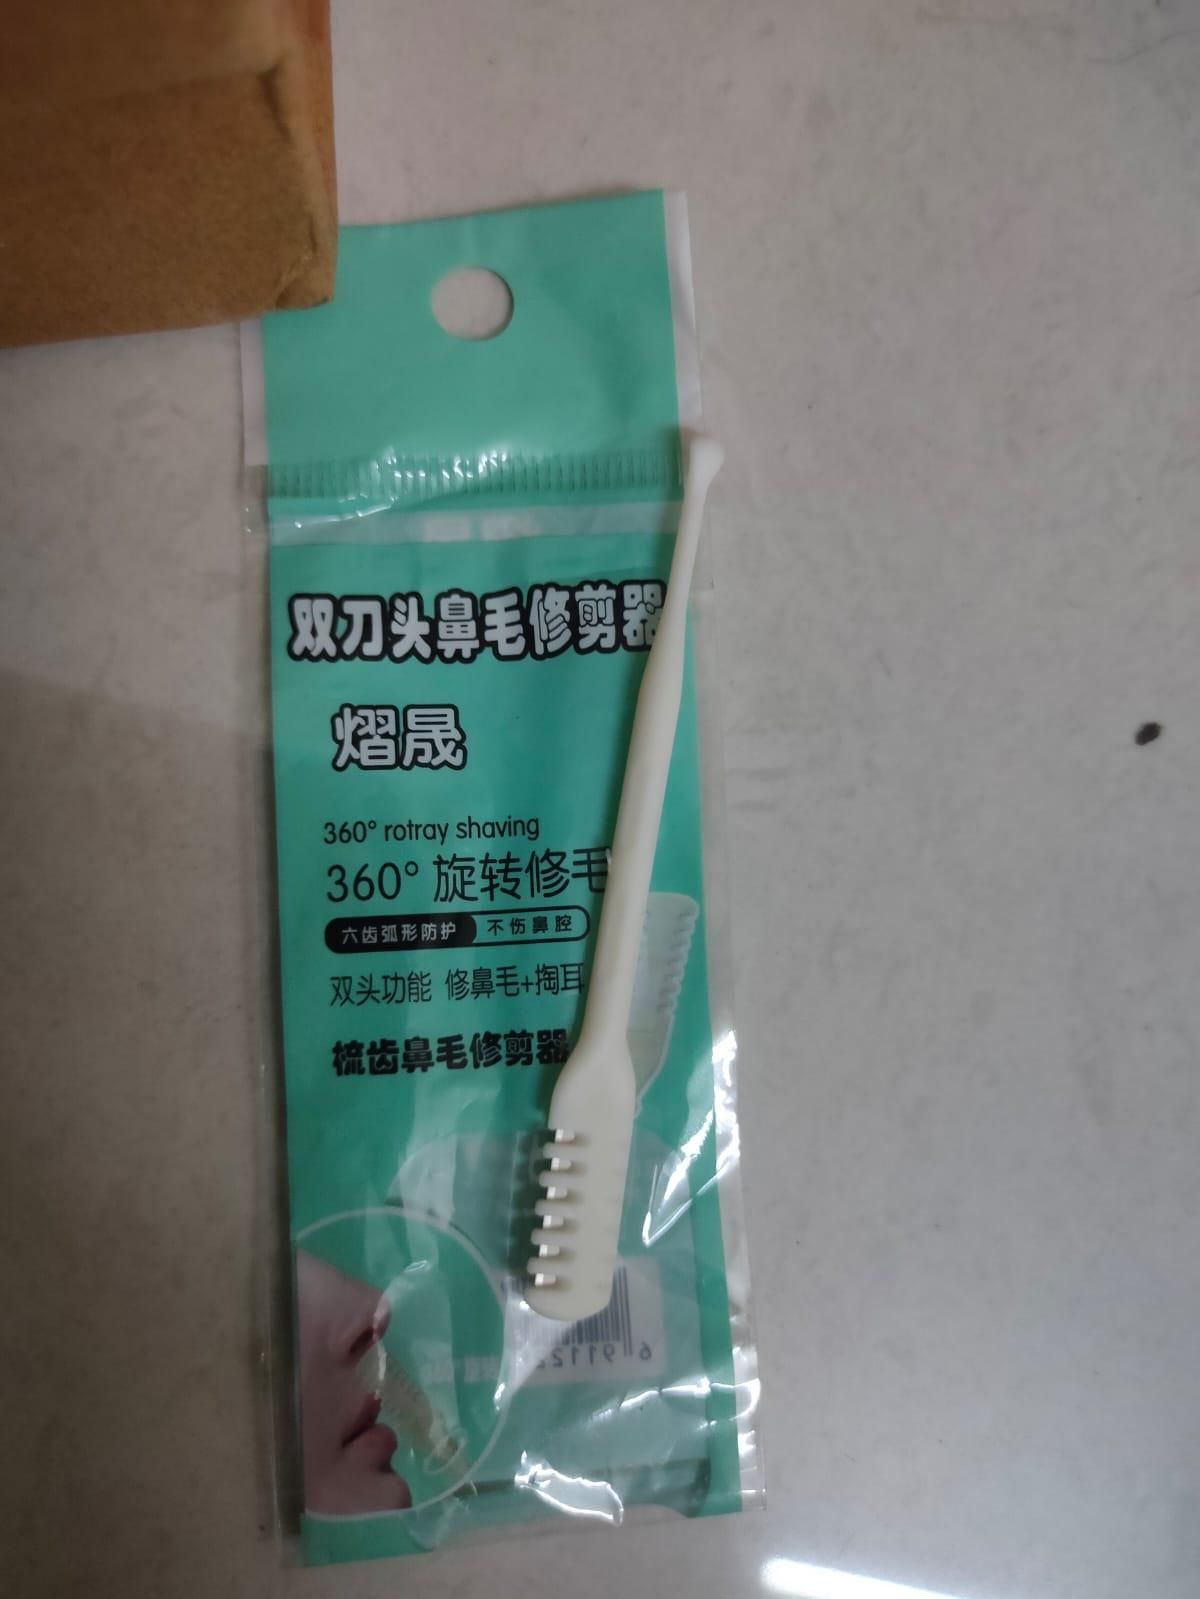 双刀头鼻毛修剪器
熠晟
360° rotray shaving
360° 旋转修毛
六齿弧形防护 不伤鼻腔
双头功能 修鼻毛+掏耳
梳齿鼻毛修剪器
6 9112